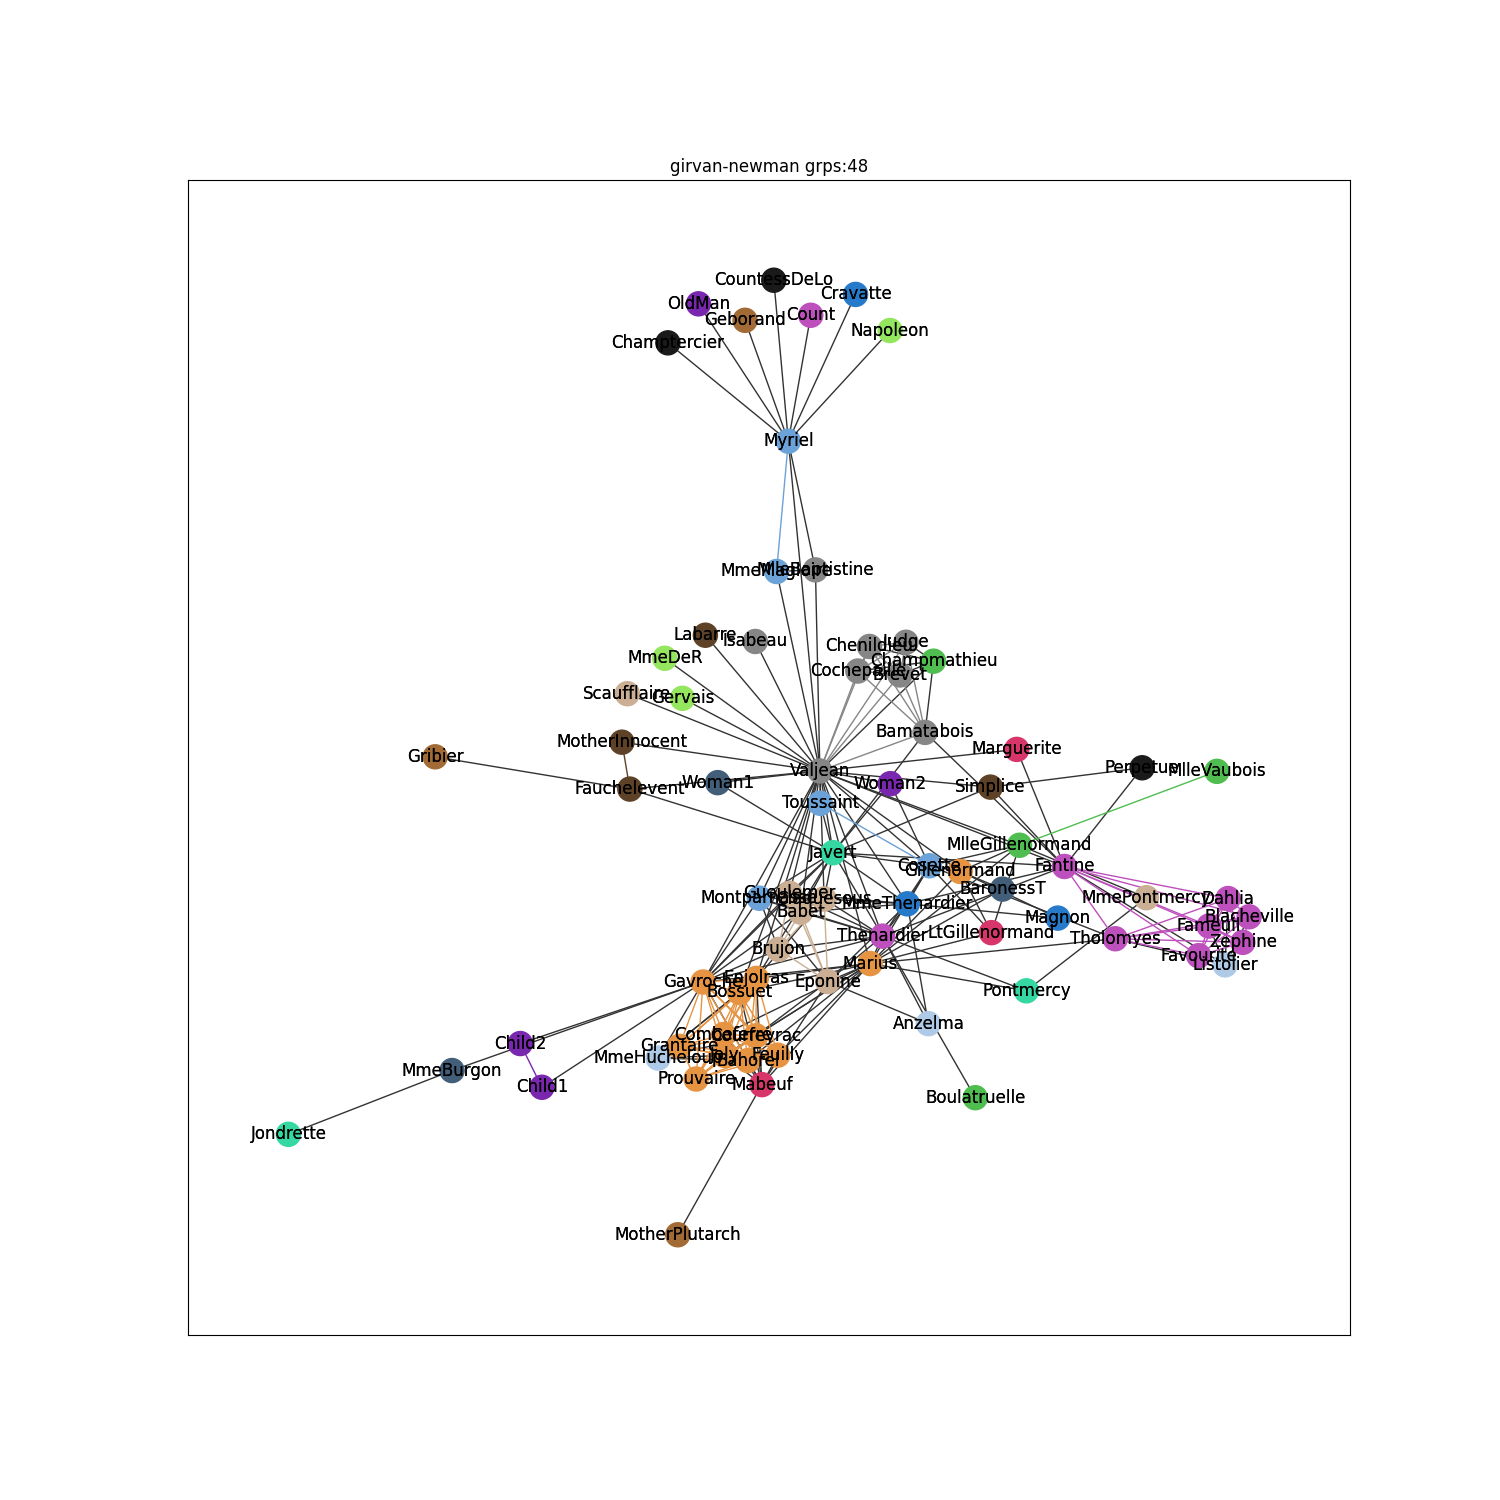 girvan-newman grps:48
CountessDeLo
Cravatte
OldMan
Count
Geborand
Napoleon
Champtercier
Myriel
MmeMagloire
MlleBaptistine
Labarre
Isabeau
Judge
Chenildieu
MmeDeR
Champmathieu
Cochepaille
Brevet
Scaufflaire
Gervais
Bamatabois
MotherInnocent
Marguerite
Gribier
Valjean
Perpetue
MlleVaubois
Fauchelevent
Woman1
Woman2
Simplice
Toussaint
MlleGillenormand
Javert
Cosette
Gillenormand
Fantine
BaronessT
Gueulemer
Montparnasse
Claquesous
MmeThenardier
MmePontmercy
Dahlia
Babet
Magnon
Blacheville
Fameuil
Thenardier
LtGillenormand
Tholomyes
Zephine
Brujon
Favourite
Marius
Listolier
Gavroche
Enjolras
Eponine
Bossuet
Pontmercy
Anzelma
Combeferre
Courfeyrac
Child2
Grantaire
MmeHucheloup
Joly
Feuilly
Bahorel
MmeBurgon
Prouvaire
Mabeuf
Child1
Boulatruelle
Jondrette
MotherPlutarch